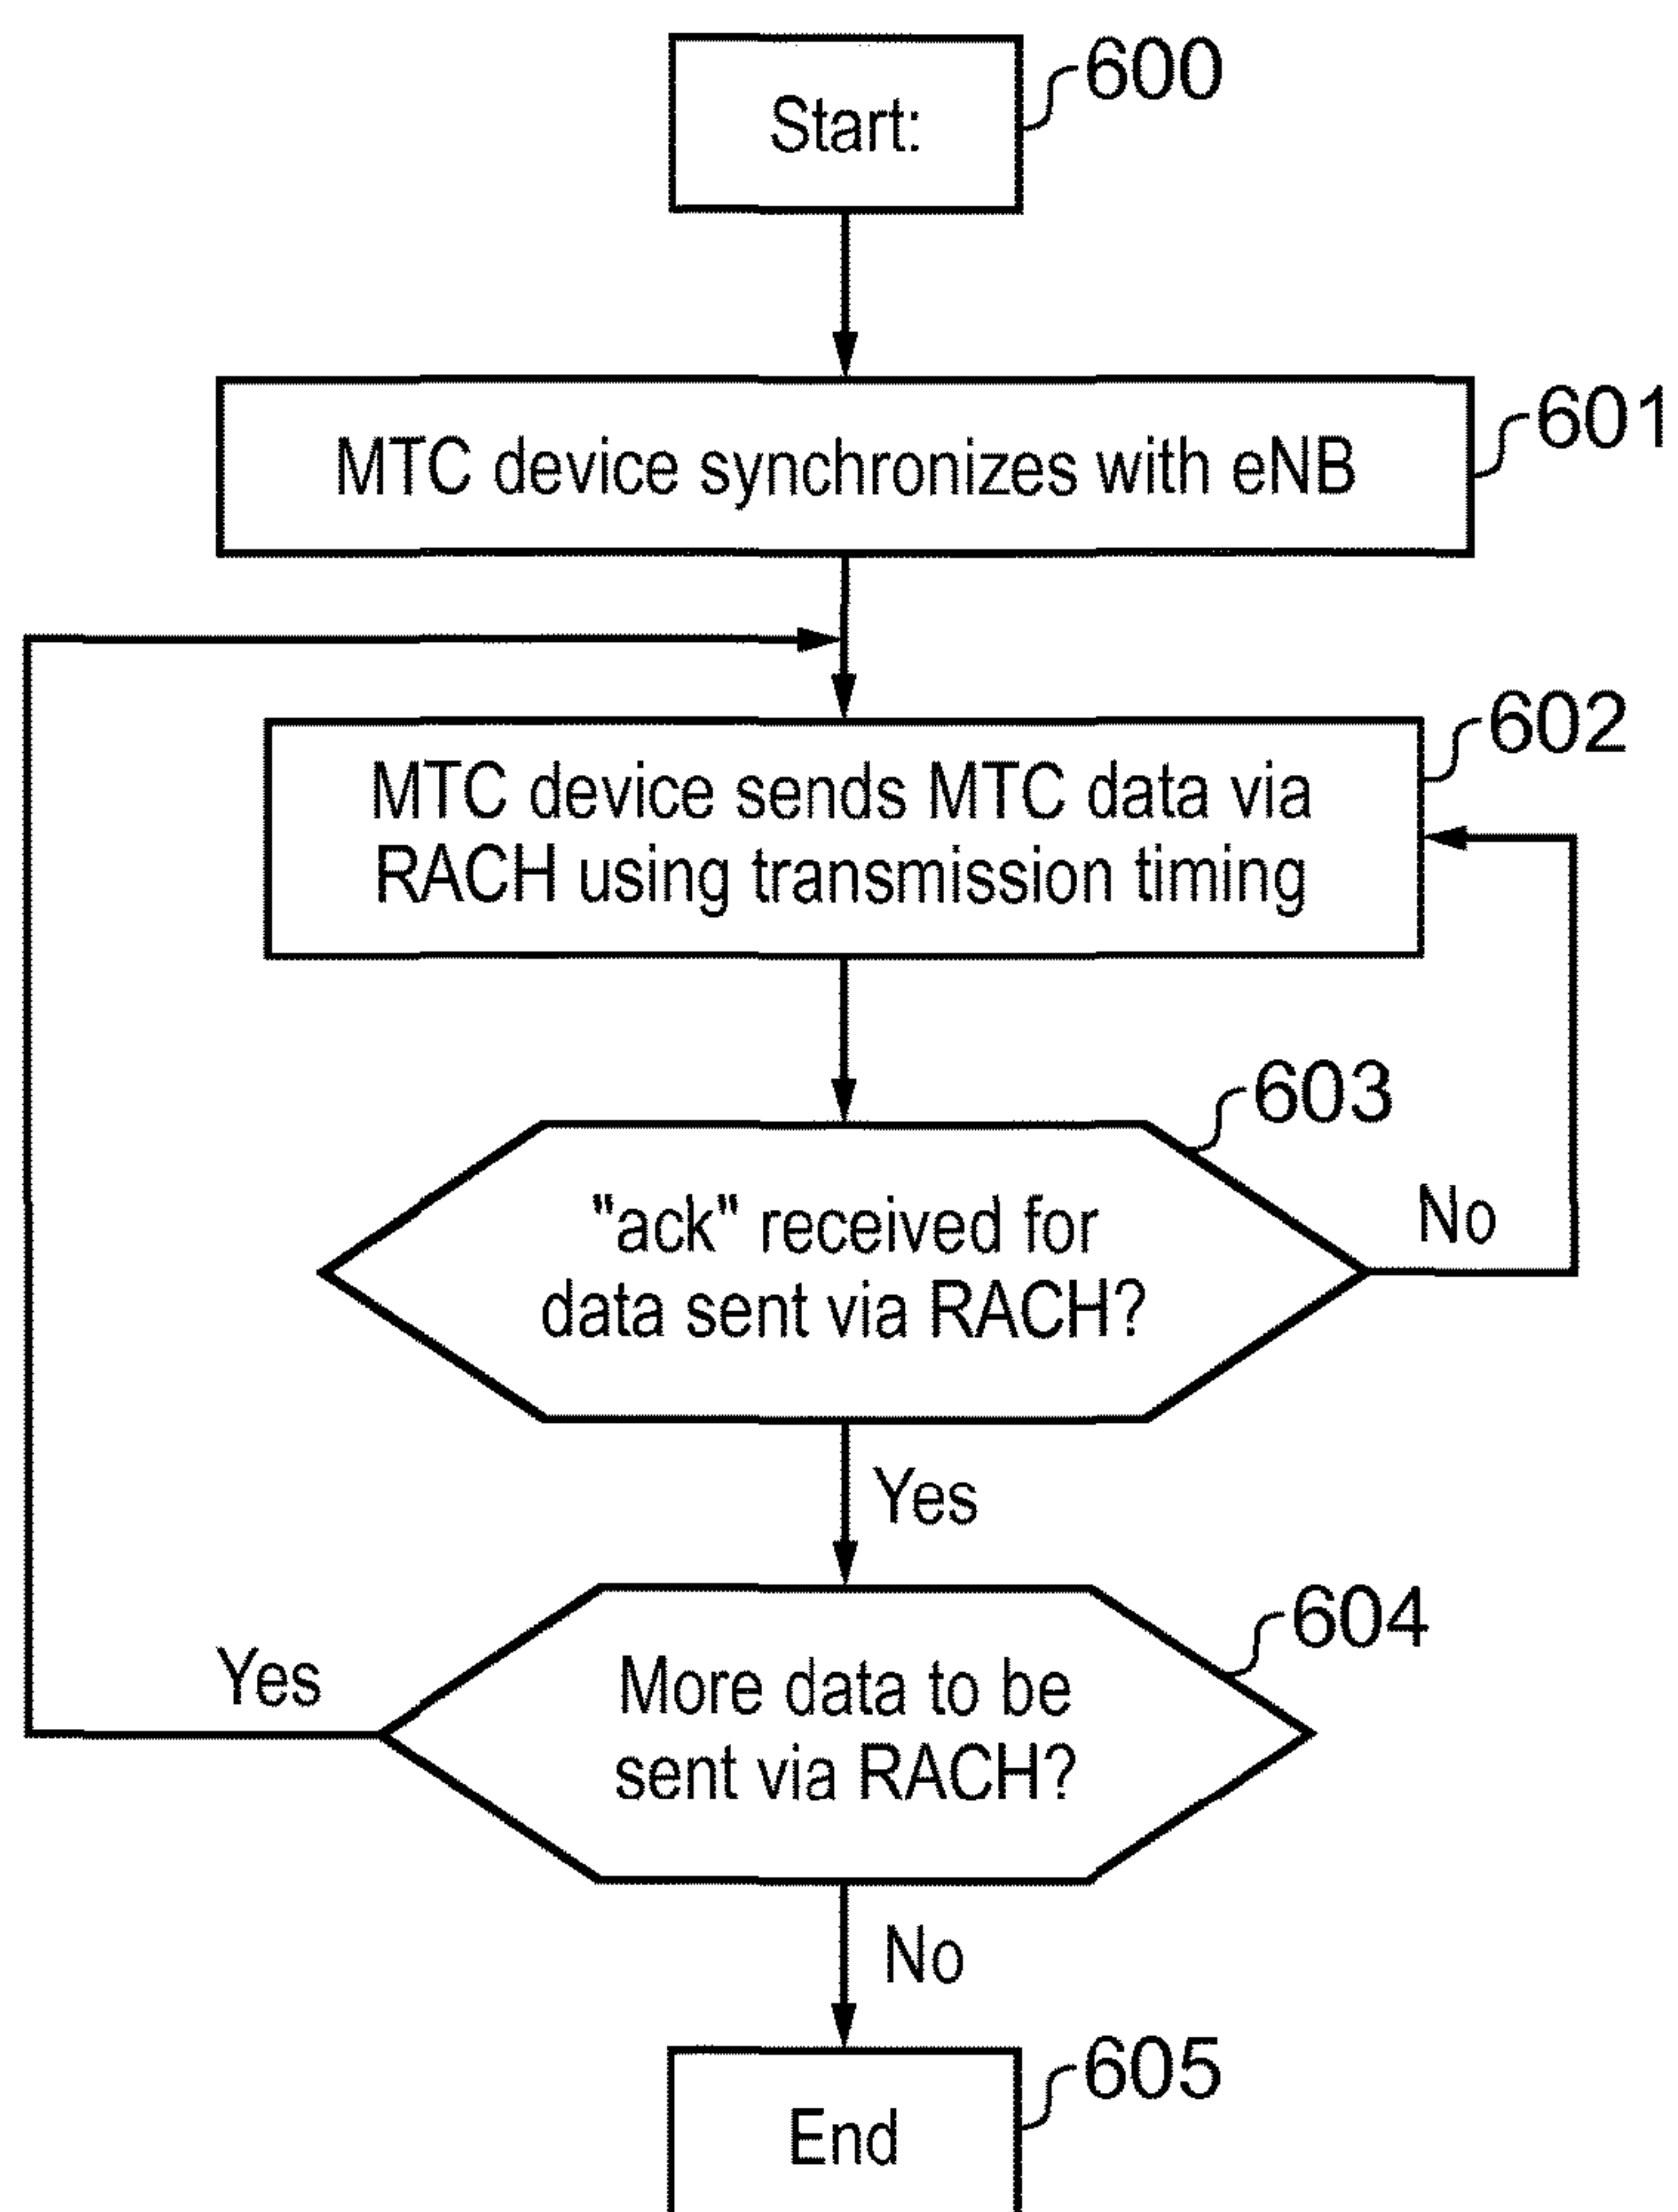 Start:
600
MTC device synchronizes with eNB
601
MTC device sends MTC data via
RACH using transmission timing
602
"ack" received for
data sent via RACH?
603
No
Yes
More data to be
sent via RACH?
604
Yes
No
End
605